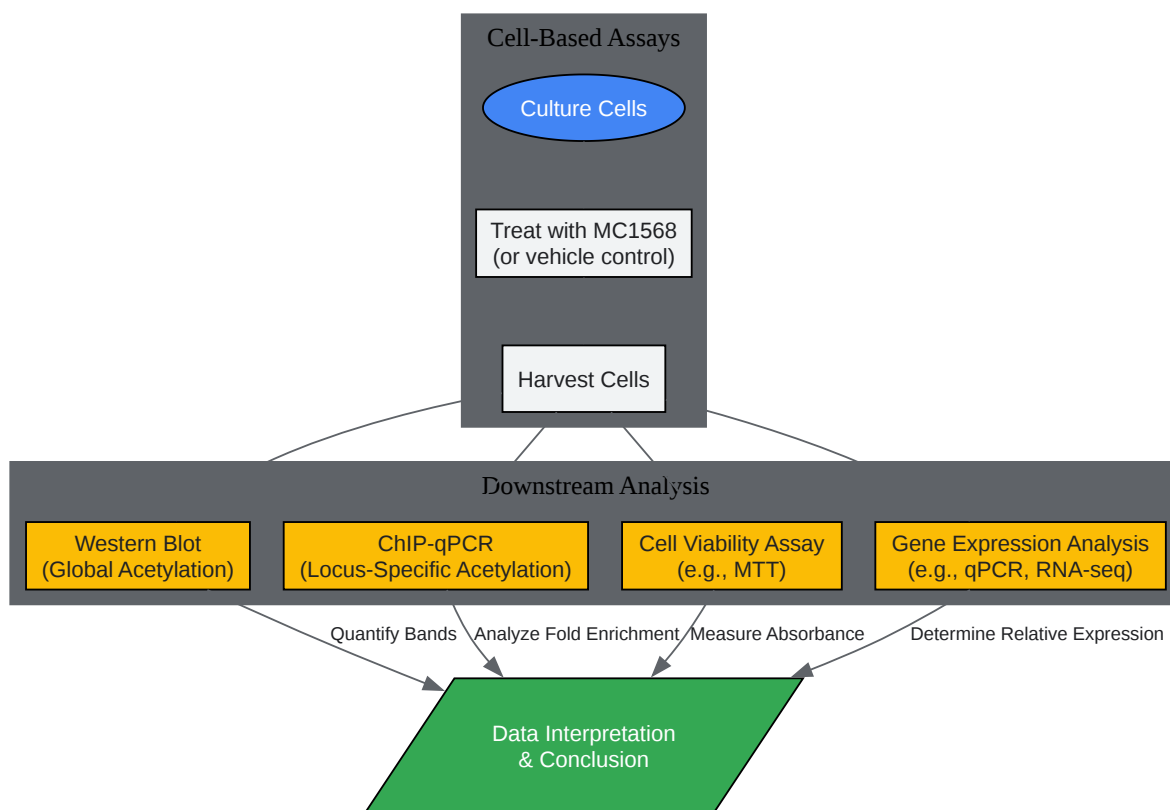 Cell-Based Assays
Culture Cells
Treat with MC1568
(or vehicle control)
Harvest Cells
Downstream Analysis
Western Blot
(Global Acetylation)
ChIP-qPCR
(Locus-Specific Acetylation)
Cell Viability Assay
(e.g., MTT)
Gene Expression Analysis
(e.g., qPCR, RNA-seq)
Quantify Bands
Analyze Fold Enrichment
Measure Absorbance
Determine Relative Expression
Data Interpretation
& Conclusion